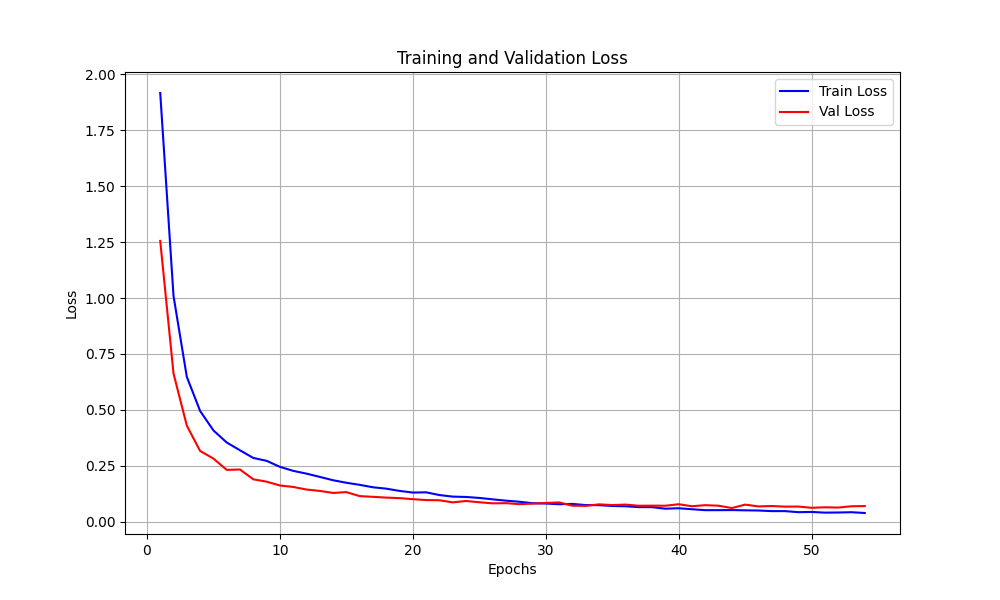 Training and Validation Loss
Train Loss
Val Loss
2.00
1.75
1.50
1.25
1.00
0.75
0.50
0.25
0.00
Loss
0 10 20 30 40 50
Epochs